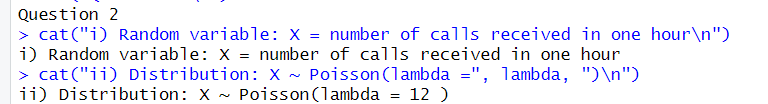 Question 2
> cat("i) Random variable: X = number of calls received in one hour\n")
i) Random variable: X = number of calls received in one hour
> cat("ii) Distribution: X ~ Poisson(lambda =", lambda, ")\n")
ii) Distribution: X ~ Poisson(lambda = 12 )